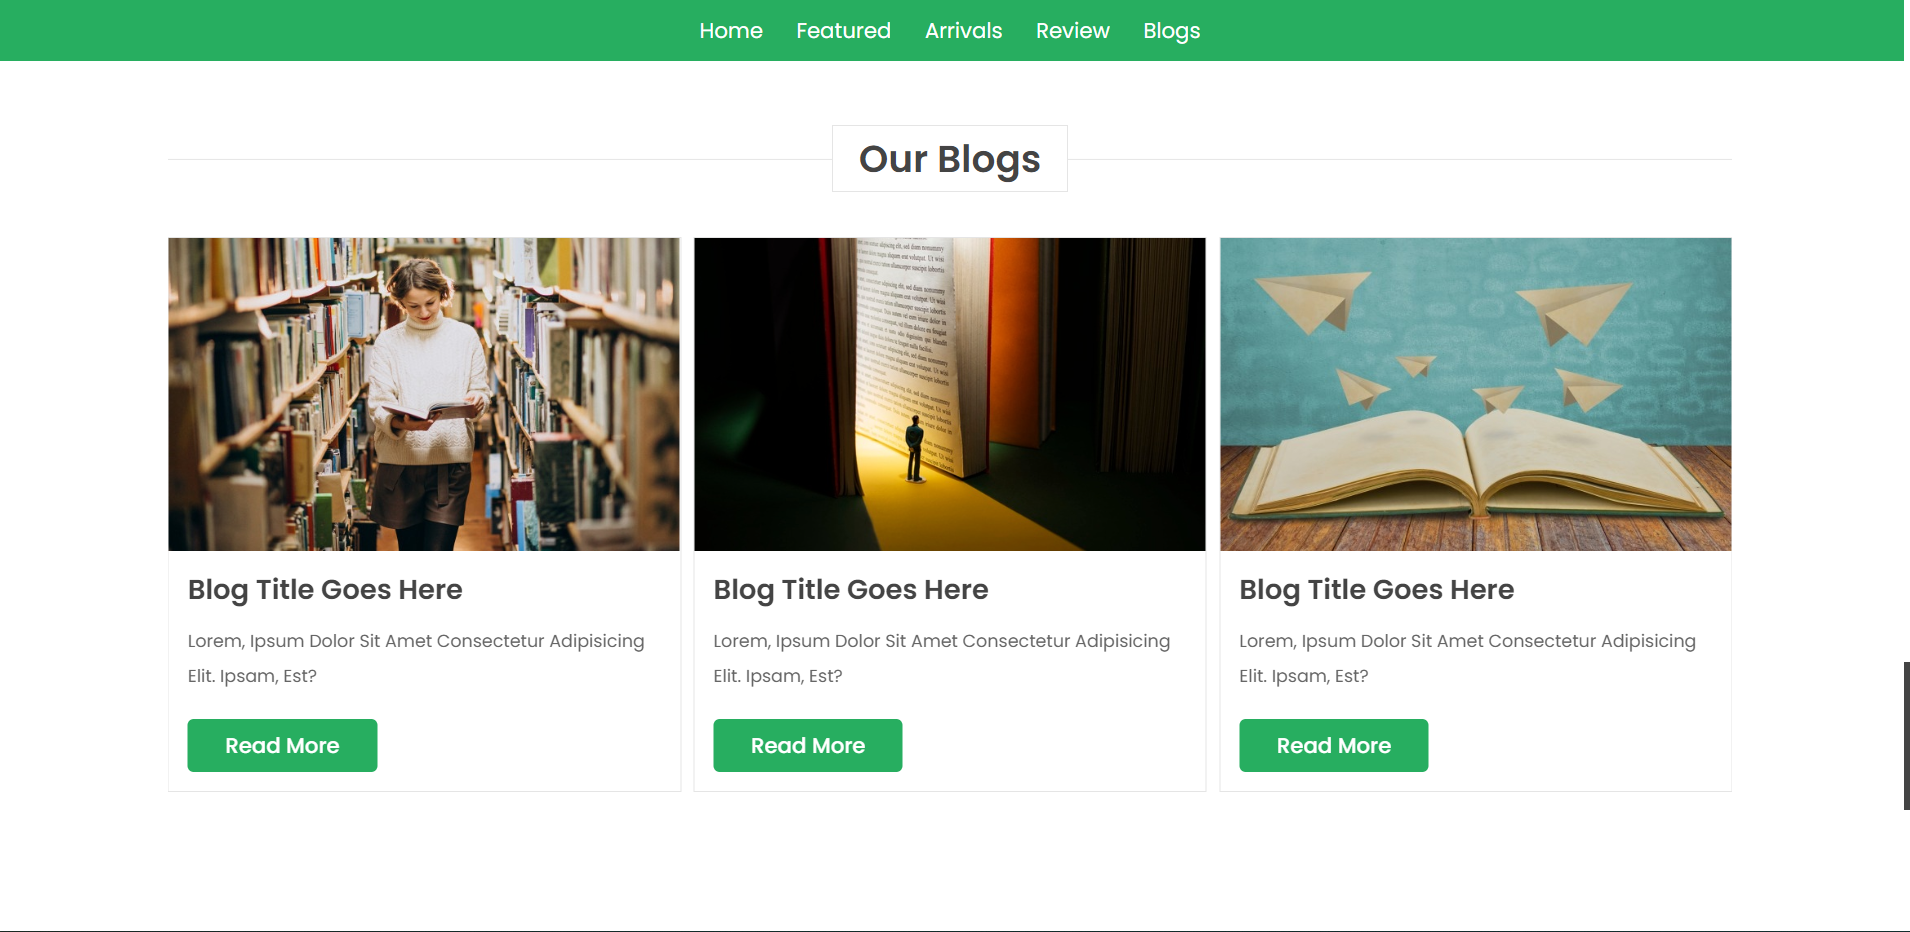 Home Featured Arrivals Review Blogs
Our Blogs
Blog Title Goes Here
Lorem, Ipsum Dolor Sit Amet Consectetur Adipisicing
Elit. Ipsam, Est?
Read More
Blog Title Goes Here
Lorem, Ipsum Dolor Sit Amet Consectetur Adipisicing
Elit. Ipsam, Est?
Read More
Blog Title Goes Here
Lorem, Ipsum Dolor Sit Amet Consectetur Adipisicing
Elit. Ipsam, Est?
Read More